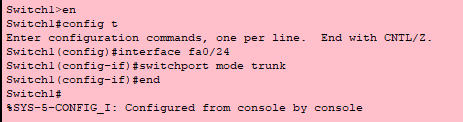 Switch1>en
Switch1#config t
Enter configuration commands, one per line.  End with CNTL/Z.
Switch1(config)#interface fa0/24
Switch1(config-if)#switchport mode trunk
Switch1(config-if)#end
Switch1#
%SYS-5-CONFIG_I: Configured from console by console